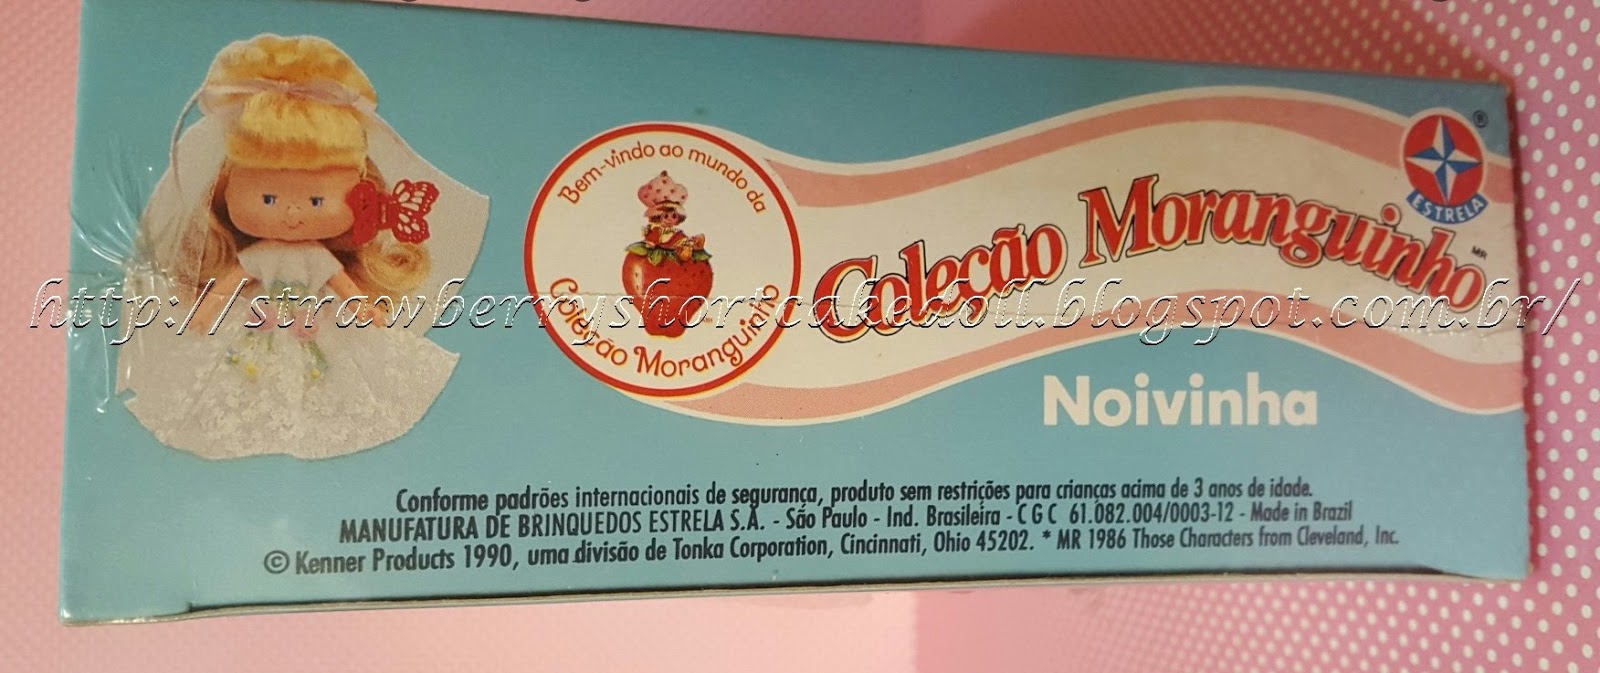 Bem-vindo ao mundo da
Coleção Moranguinho
Coleção Moranguinho MR
ESTRELA ®
http://strawberryshortcakedoll.blogspot.com.br/
Noivinha
Conforme padrões internacionais de segurança, produto sem restrições para crianças acima de 3 anos de idade.
MANUFATURA DE BRINQUEDOS ESTRELA S.A. - São Paulo - Ind. Brasileira - C G C 61.082.004/0003-12 - Made in Brazil
© Kenner Products 1990, uma divisão de Tonka Corporation, Cincinnati, Ohio 45202. * MR 1986 Those Characters from Cleveland, Inc.